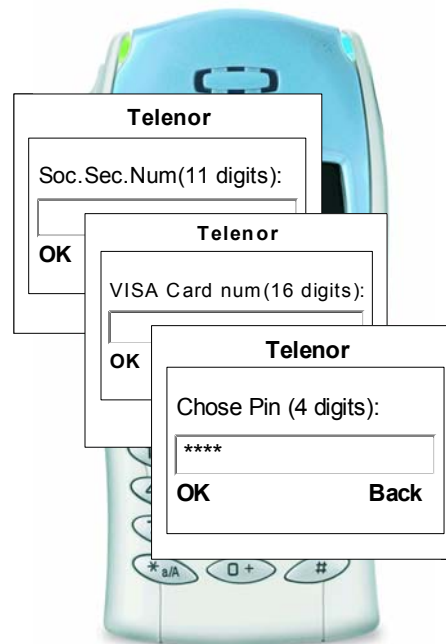 Telenor
Soc.Sec.Num(11 digits):
OK
Telenor
VISA Card num(16 digits):
OK
Telenor
Chose Pin (4 digits):
****
OK Back
* a/A 0 + #